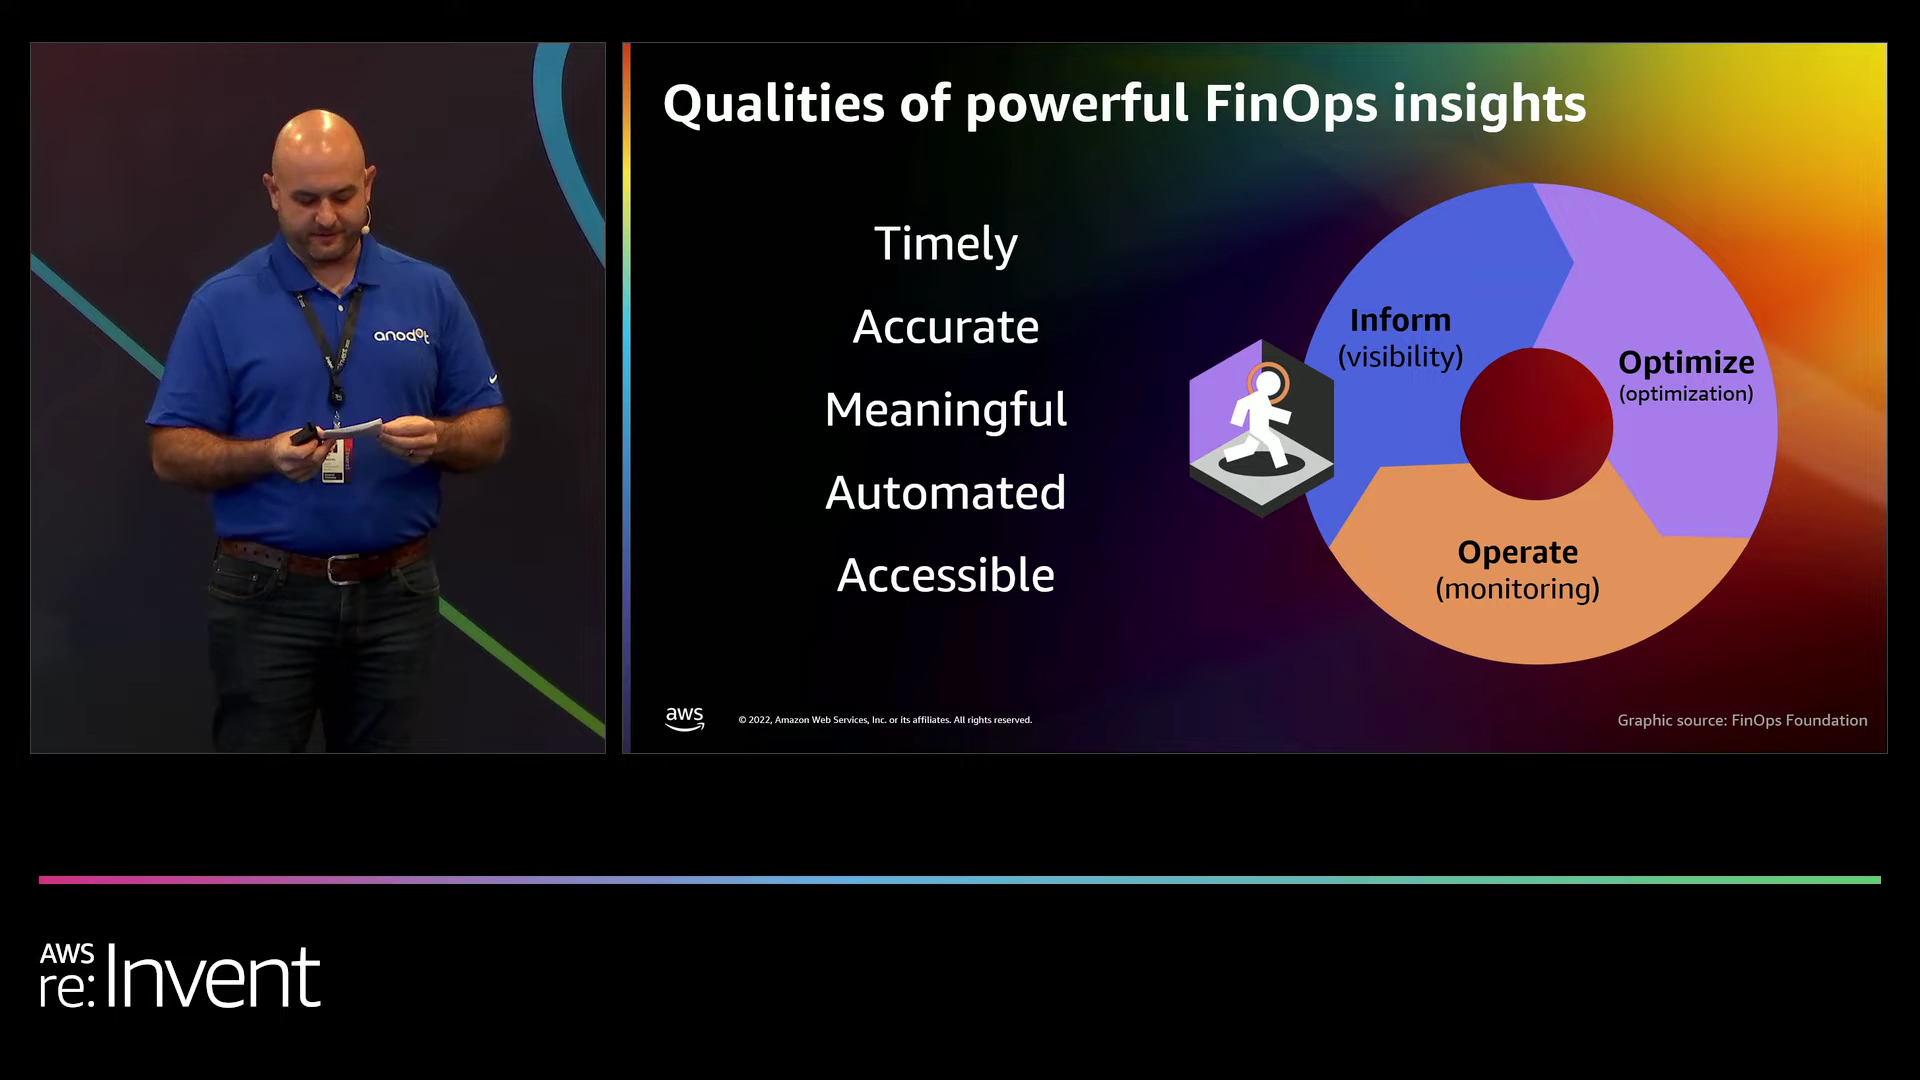 anodot
Qualities of powerful FinOps insights
Timely
Accurate
Meaningful
Automated
Accessible
Inform
(visibility)
Optimize
(optimization)
Operate
(monitoring)
aws
© 2022, Amazon Web Services, Inc. or its affiliates. All rights reserved.
Graphic source: FinOps Foundation
AWS
re:Invent